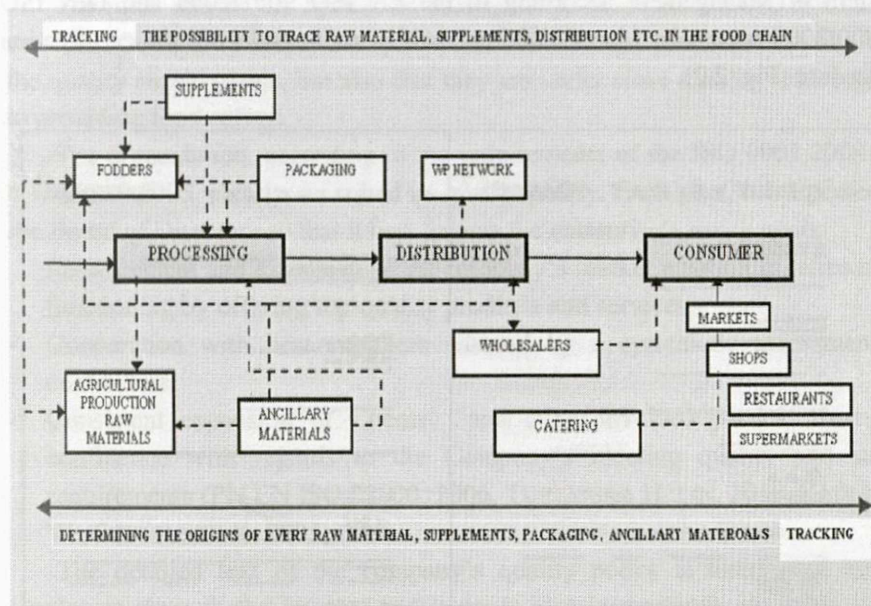 TRACKING THE POSSIBILITY TO TRACE RAW MATERIAL, SUPPLEMENTS, DISTRIBUTION ETC. IN THE FOOD CHAIN
SUPPLEMENTS
FODDERS
PACKAGING
WP NETWORK
PROCESSING
DISTRIBUTION
CONSUMER
MARKETS
WHOLESALERS
SHOPS
AGRICULTURAL
PRODUCTION
RAW
MATERIALS
ANCILLARY
MATERIALS
CATERING
RESTAURANTS
SUPERMARKETS
DETERMINING THE ORIGINS OF EVERY RAW MATERIAL, SUPPLEMENTS, PACKAGING, ANCILLARY MATEROALS TRACKING